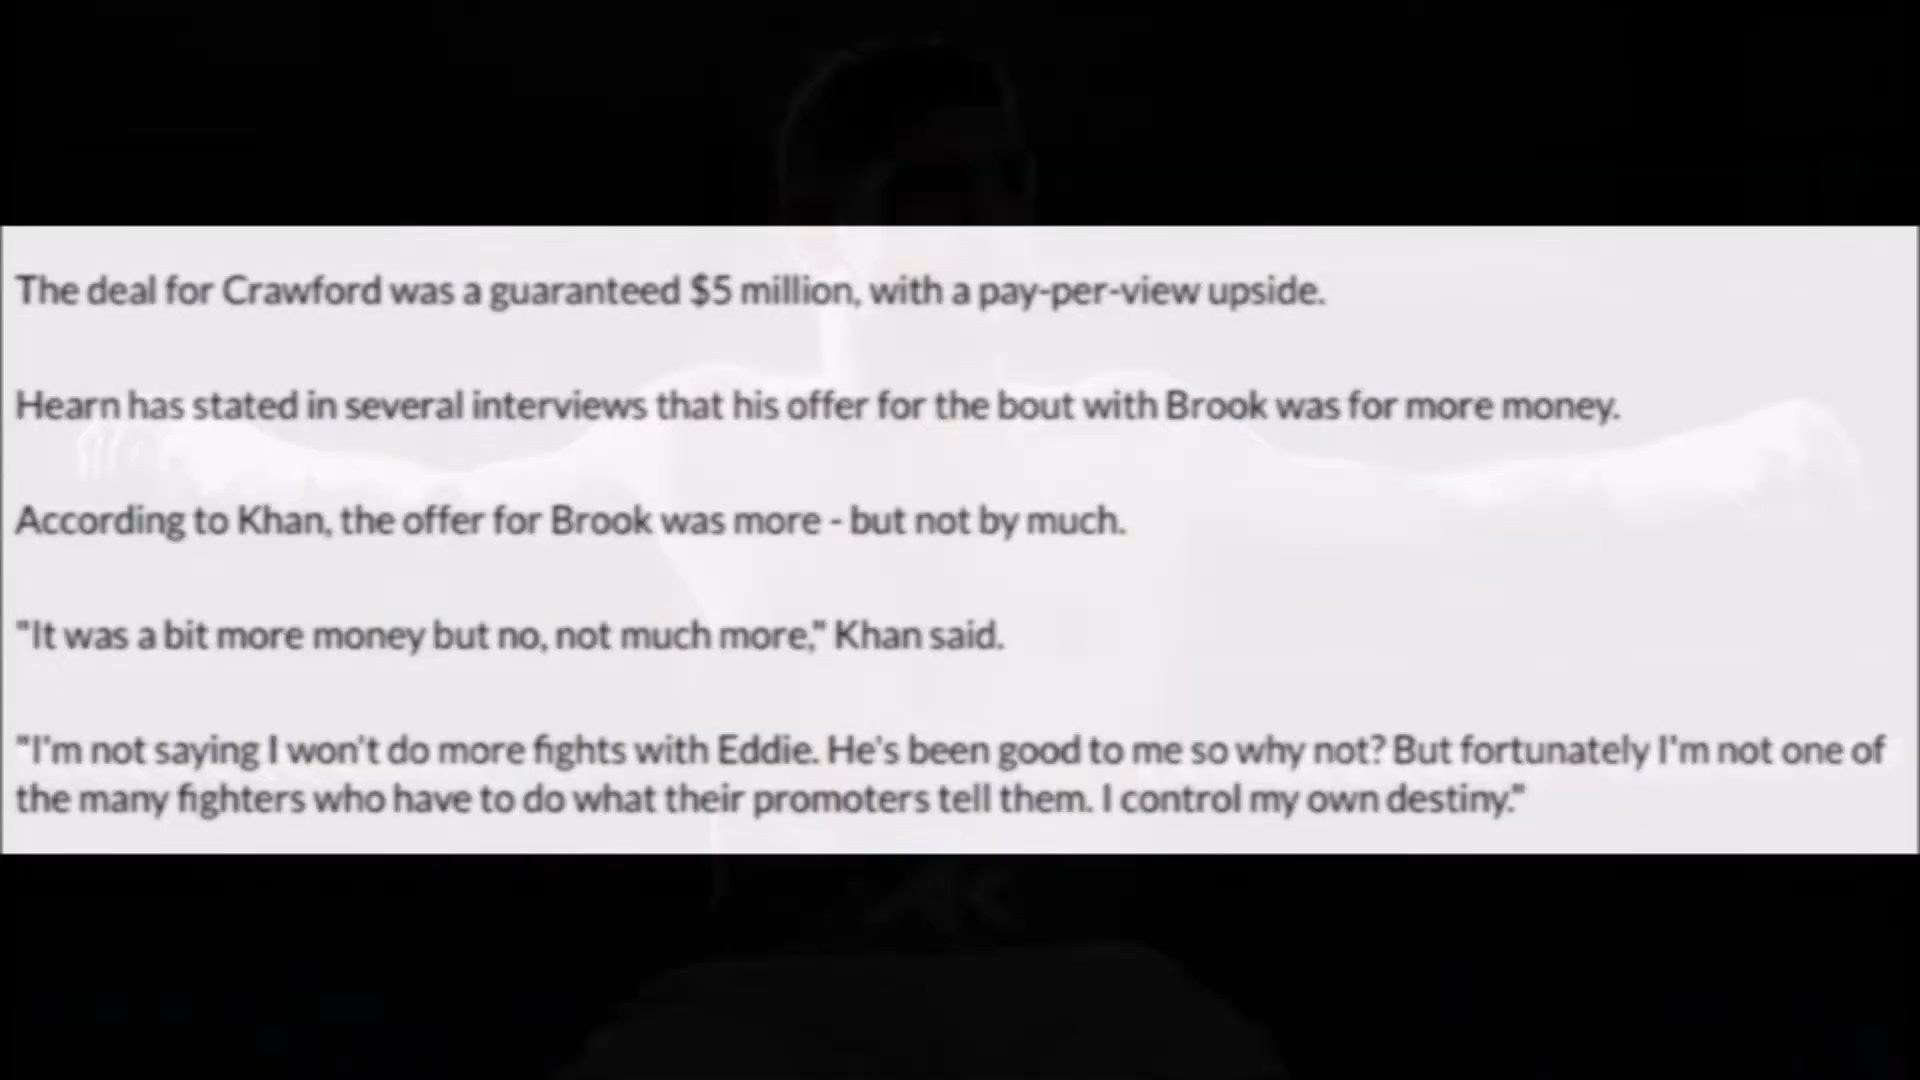 The deal for Crawford was a guaranteed $5 million, with a pay-per-view upside.
Hearn has stated in several interviews that his offer for the bout with Brook was for more money.
According to Khan, the offer for Brook was more - but not by much.
"It was a bit more money but no, not much more," Khan said.
"I'm not saying I won't do more fights with Eddie. He's been good to me so why not? But fortunately I'm not one of
the many fighters who have to do what their promoters tell them. I control my own destiny."
AK